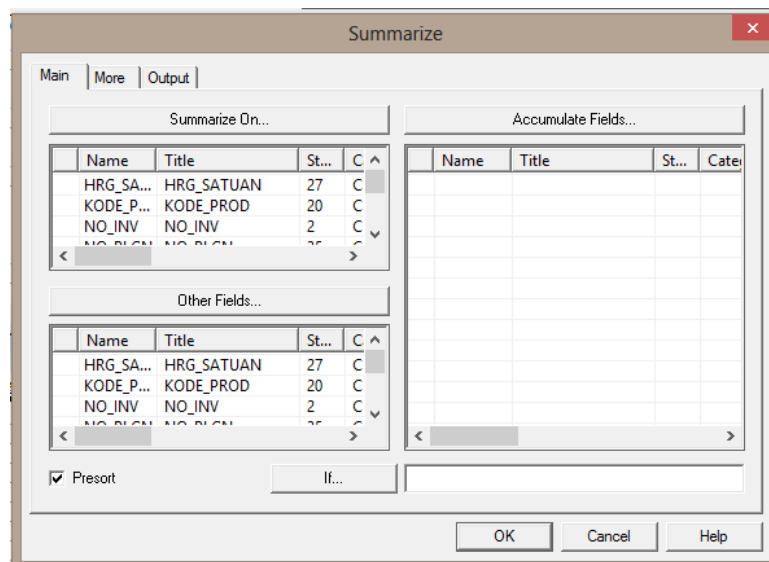 Summarize
Main More Output
Summarize On...
Name Title St... C
HRG_SA... HRG_SATUAN 27 C
KODE_P... KODE_PROD 20 C
NO_INV NO_INV 2 C
Accumulate Fields...
Name Title St... Cate
Other Fields...
Name Title St... C
HRG_SA... HRG_SATUAN 27 C
KODE_P... KODE_PROD 20 C
NO_INV NO_INV 2 C
Presort If...
OK Cancel Help